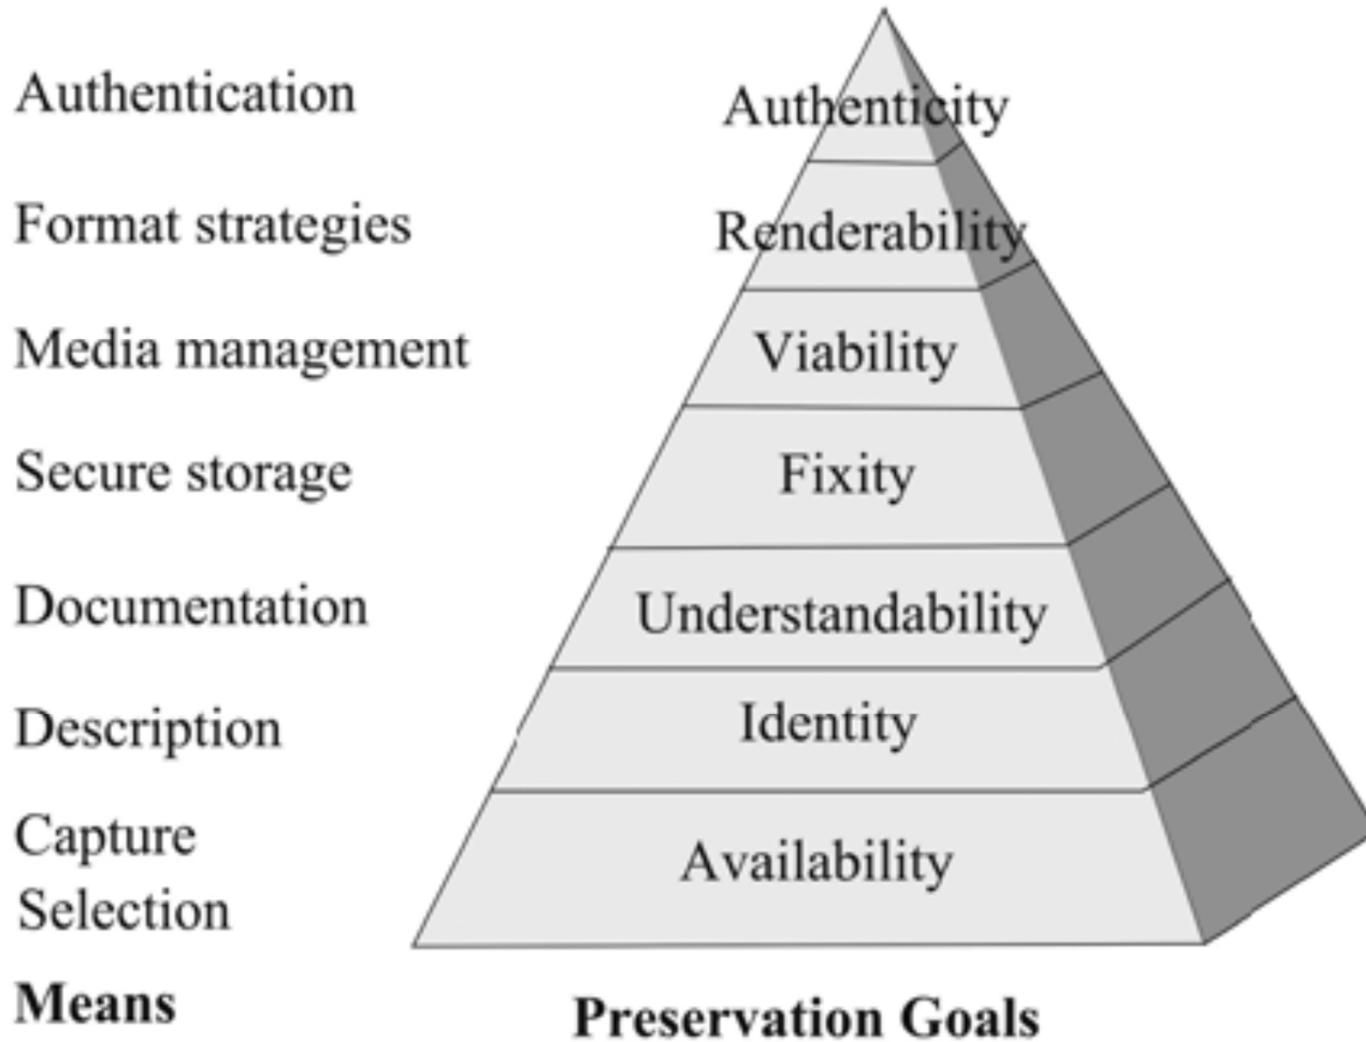 Authentication
Authenticity
Format strategies
Renderability
Media management
Viability
Secure storage
Fixity
Documentation
Understandability
Description
Identity
Capture
Selection
Availability
Means
Preservation Goals